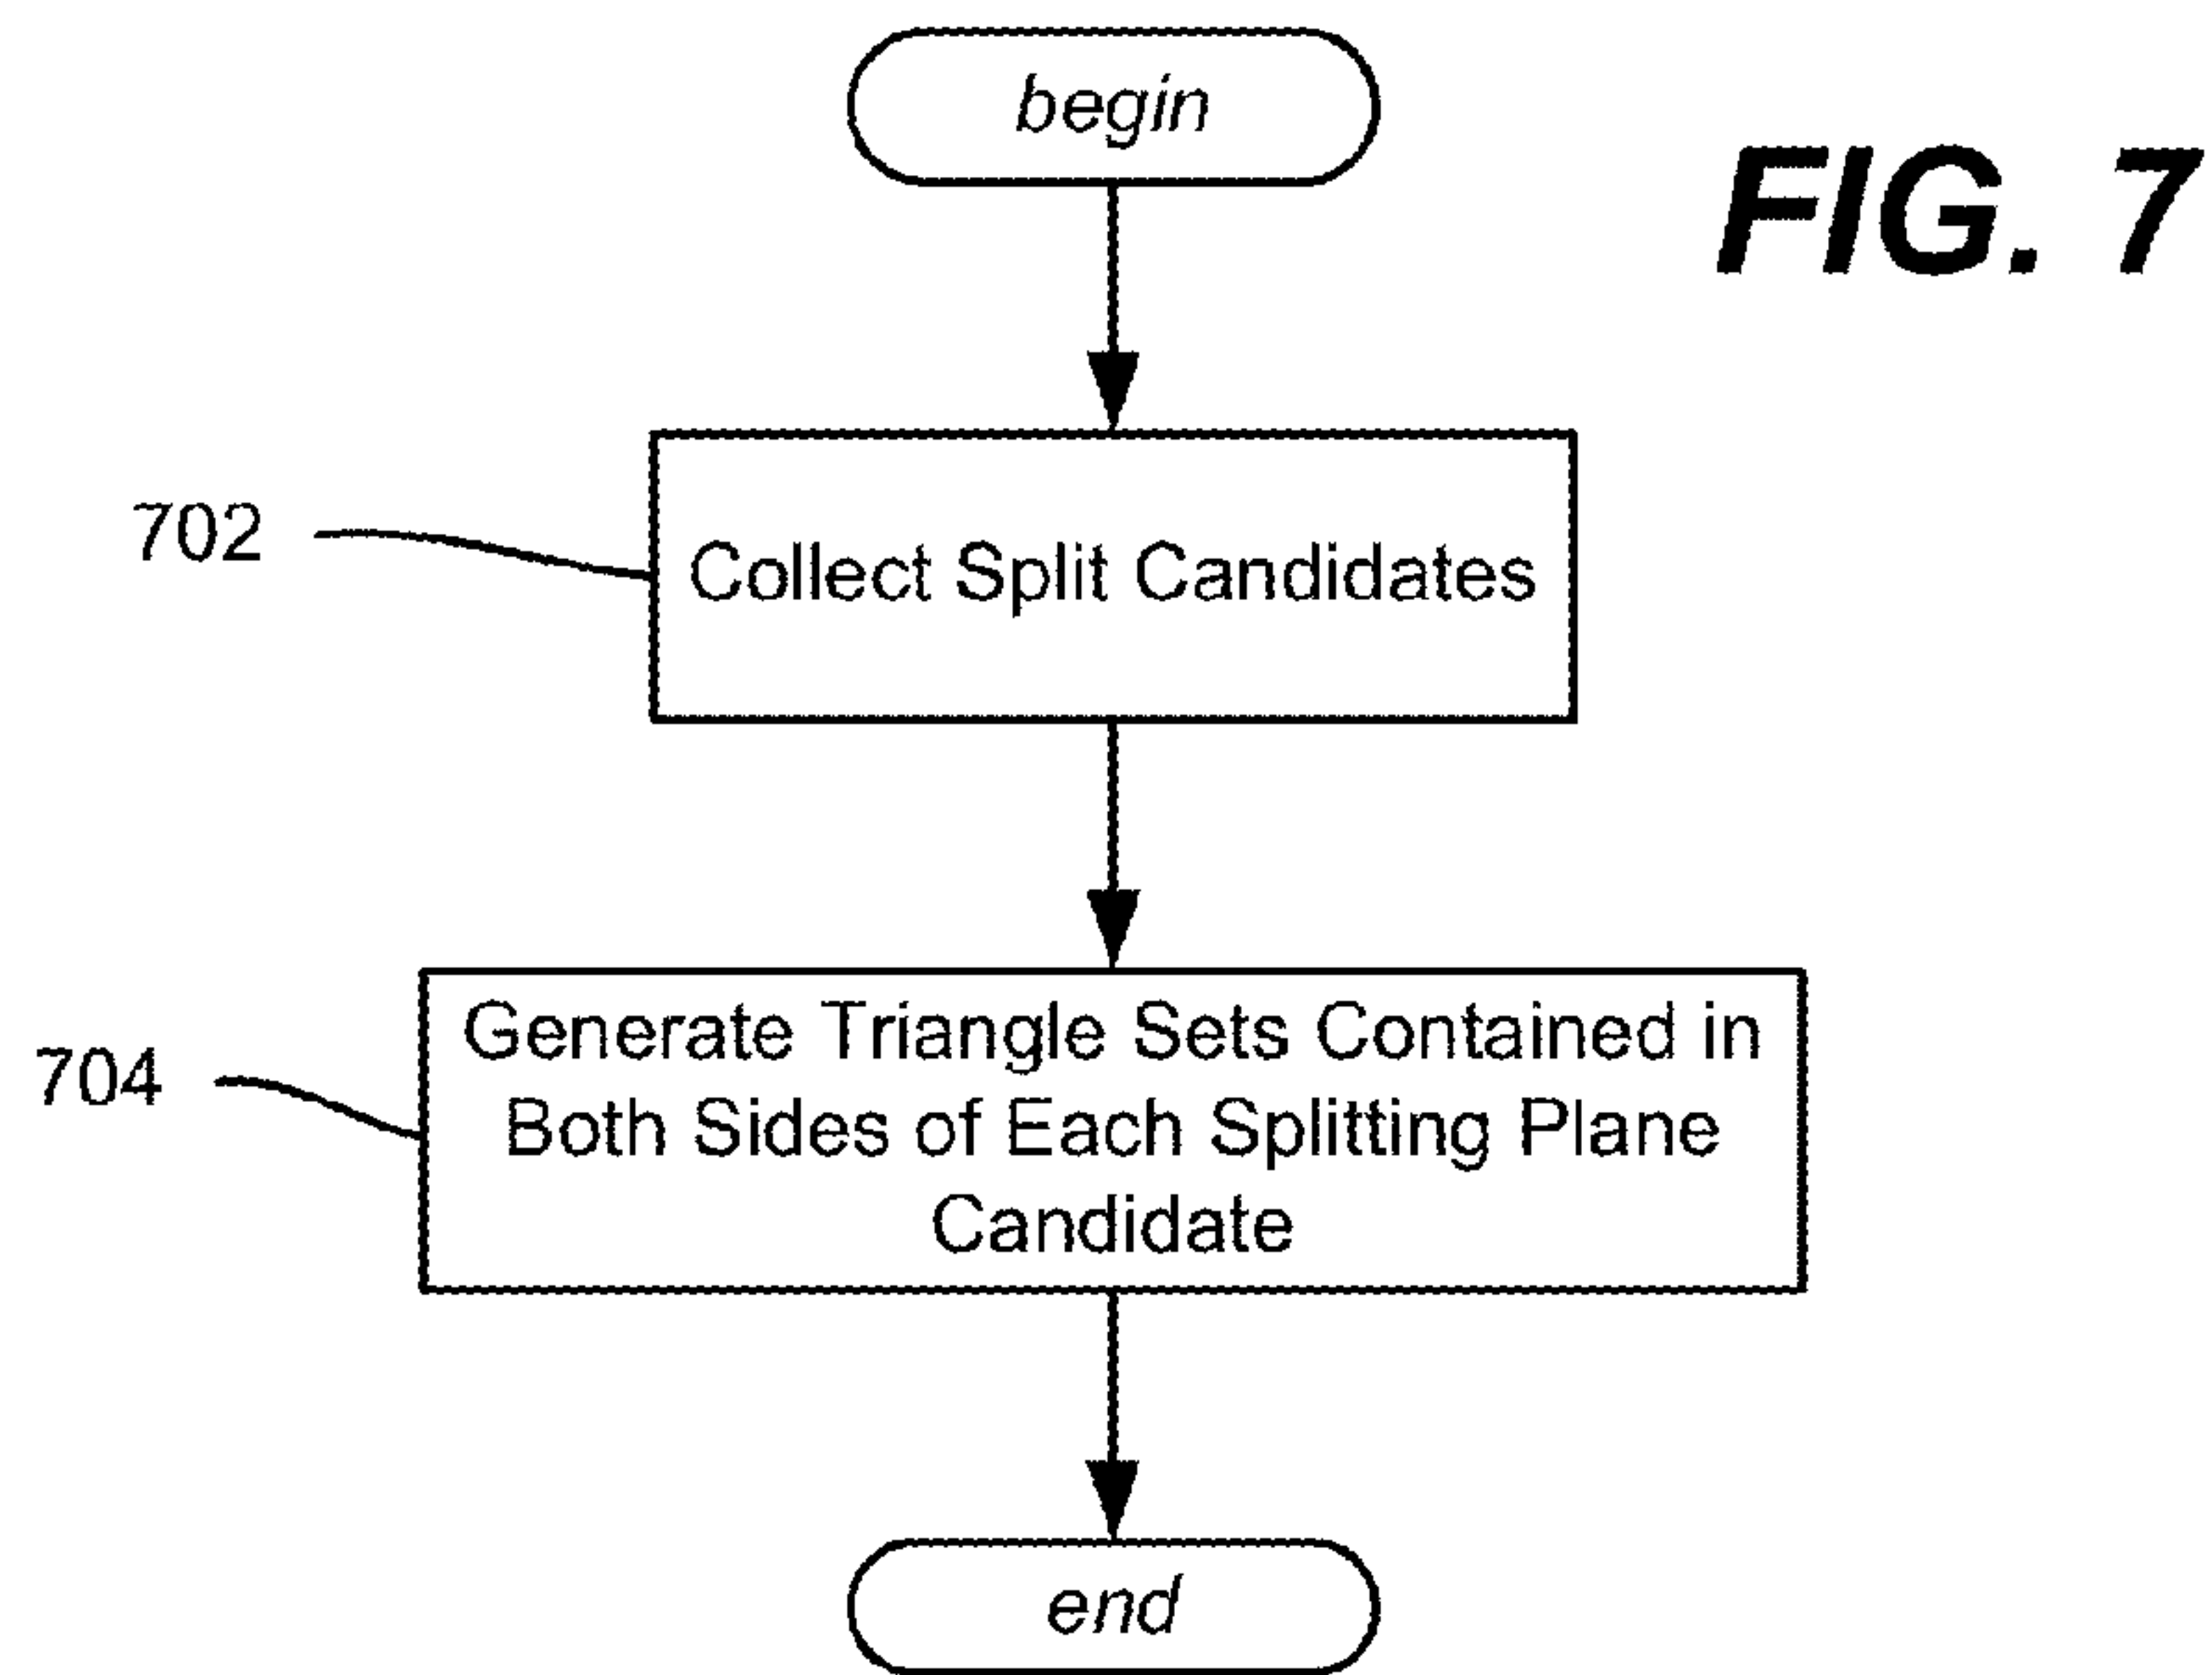 begin
FIG. 7
702
Collect Split Candidates
704
Generate Triangle Sets Contained in
Both Sides of Each Splitting Plane
Candidate
end